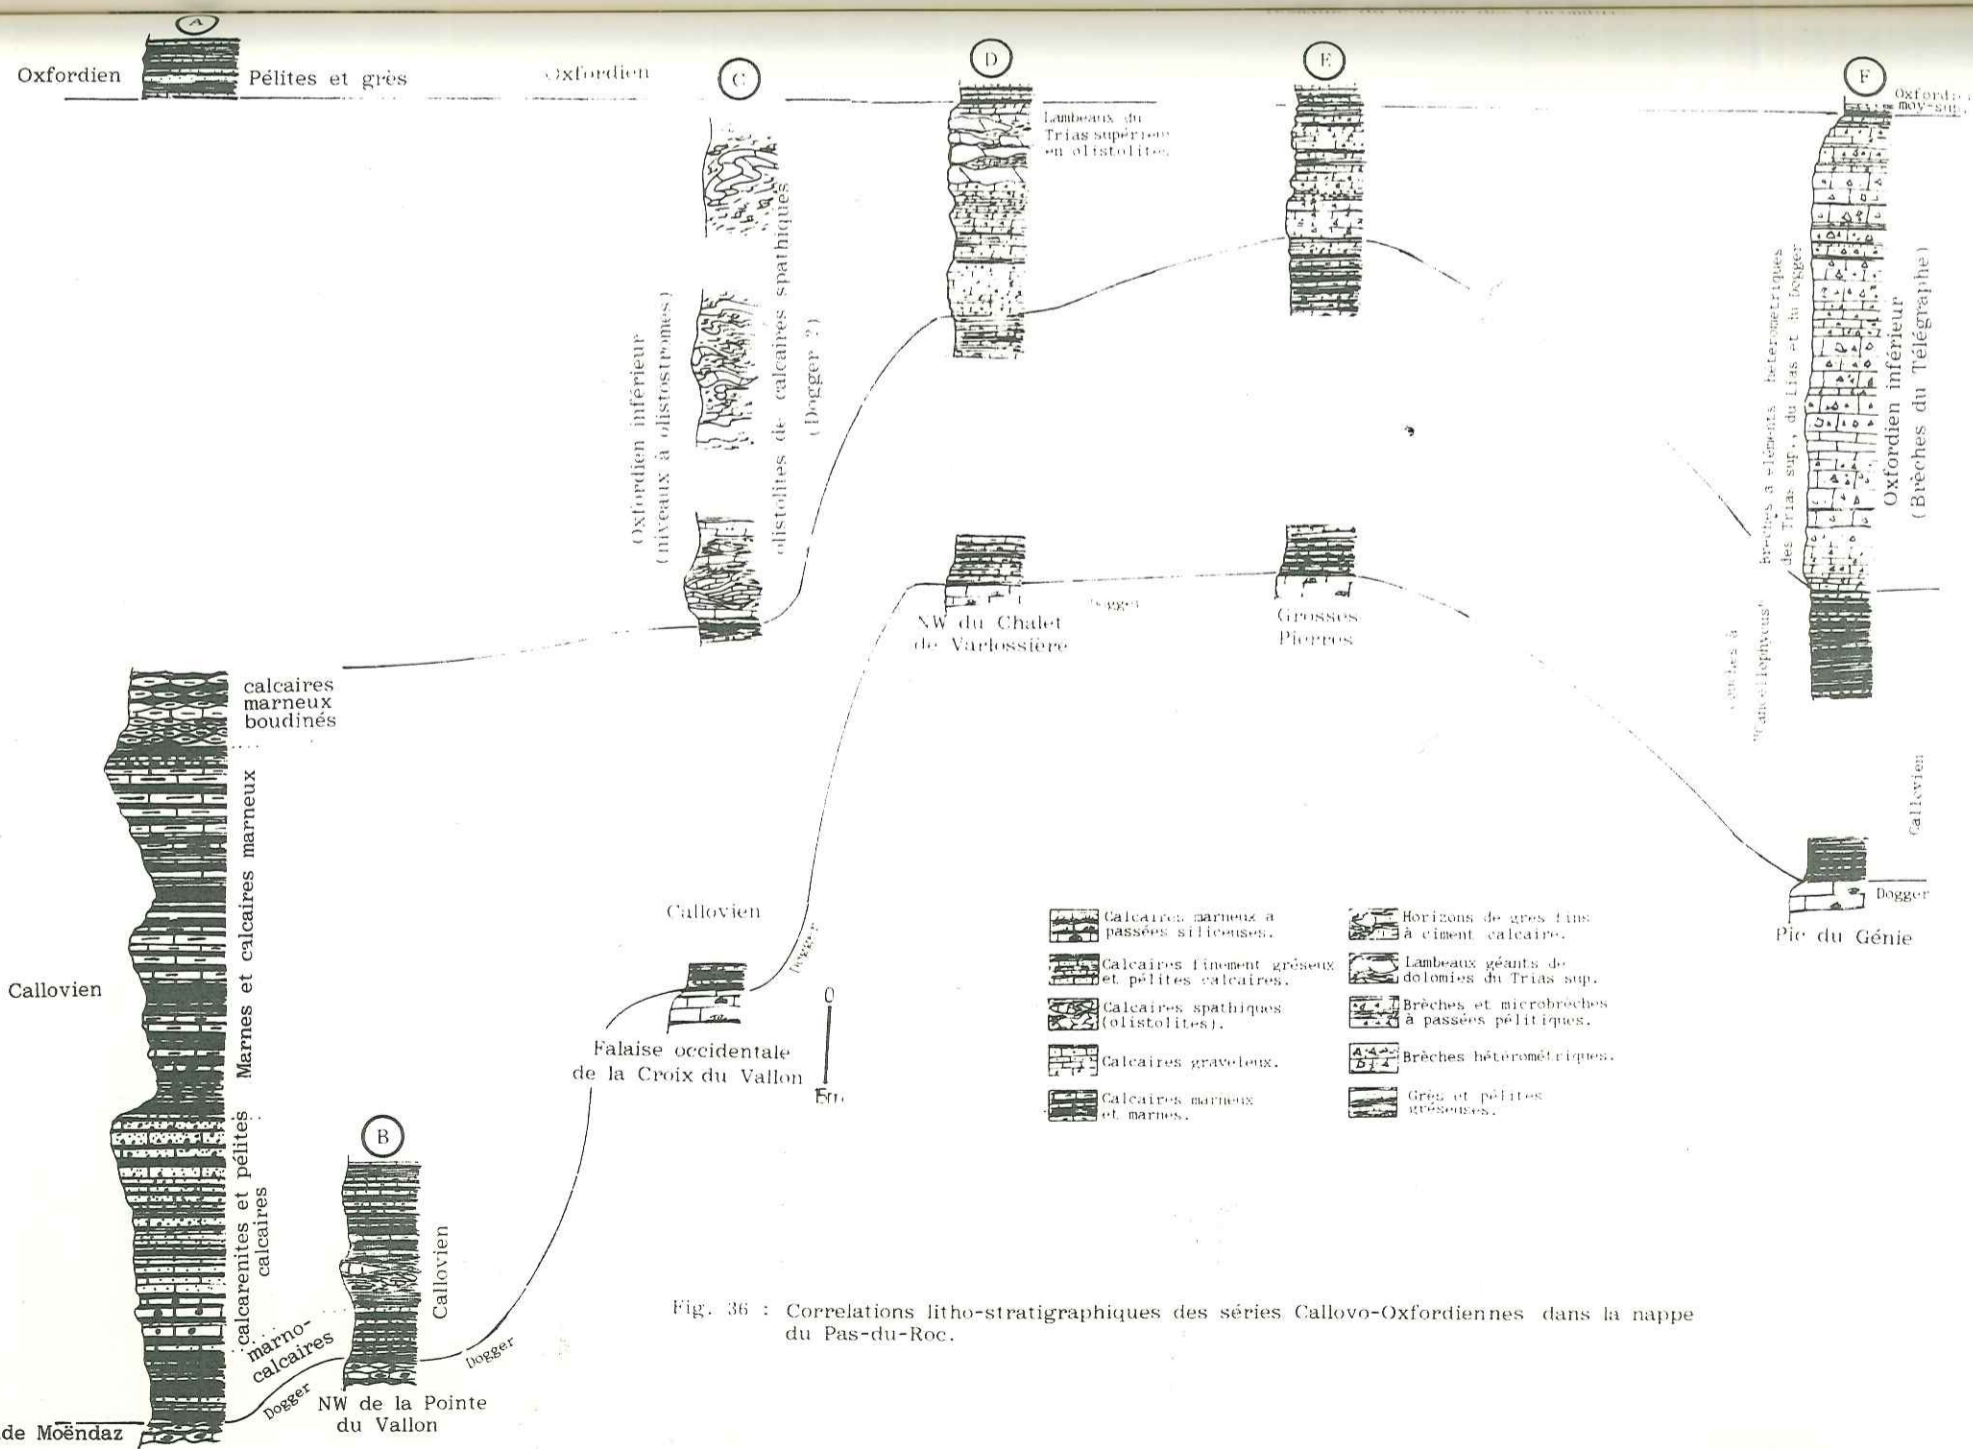 A
Oxfordien
Pélites et grès
Oxfordien
C
D
E
F
moy-sup.
Lambeaux du
Trias supérieur
en olistolites
Oxfordien inférieur
(niveaux à olistostromes)
olistolites de calcaires spathiques
(Dogger ?)
Brèches a eléments heterometriques
des Trias sup., du Lias et du Dogger
Oxfordien inférieur
(Brèches du Télégraphe)
NW du Chalet
de Varlossière
Dogger
Grosses
Pierres
"Cancellophycus"
Callovien
Dogger
Pic du Génie
calcaires
marneux
boudinés
Marnes et calcaires marneux
Callovien
calcarenites et pélites
calcaires
marno-
calcaires
Dogger
de Moëndaz
B
Callovien
NW de la Pointe
du Vallon
Dogger
Callovien
Dogger
Falaise occidentale
de la Croix du Vallon
0
5m.
Calcaires marneux a
passées siliceuses.
Calcaires finement gréseux
et pélites calcaires.
Calcaires spathiques
(olistolites).
Calcaires graveleux.
Calcaires marneux
et marnes.
Horizons de gres fins
à ciment calcaire.
Lambeaux géants de
dolomies du Trias sup.
Brèches et microbrèches
à passées pélitiques.
Brèches hétérométriques.
Grès et pélites
gréseuses.
Fig. 36 : Correlations litho-stratigraphiques des séries Callovo-Oxfordiennes dans la nappe
du Pas-du-Roc.